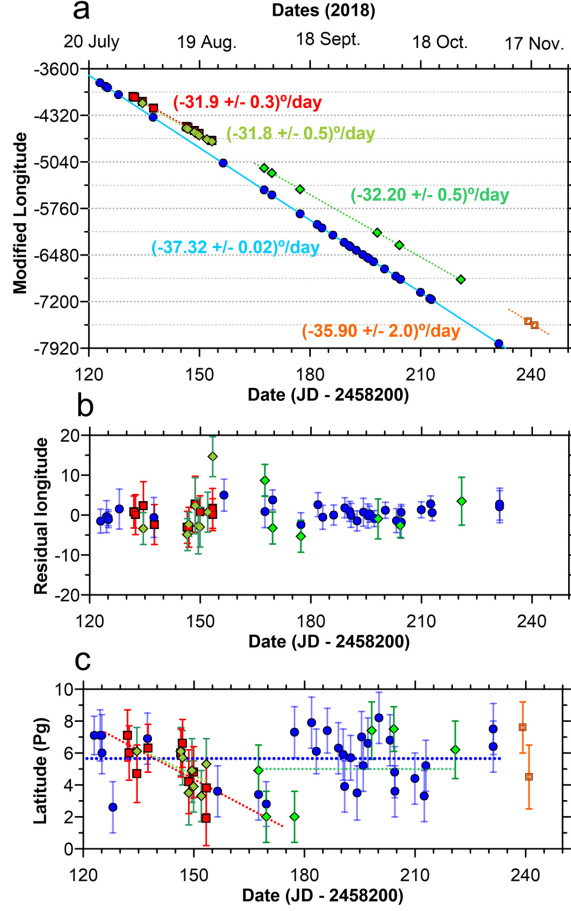 a
Dates (2018)
20 July 19 Aug. 18 Sept. 18 Oct. 17 Nov.
-3600
-4320
-5040
-5760
-6480
-7200
-7920
Modified Longitude
(-31.9 +/- 0.3)º/day
(-31.8 +/- 0.5)º/day
(-32.20 +/- 0.5)º/day
(-37.32 +/- 0.02)º/day
(-35.90 +/- 2.0)º/day
120 150 180 210 240
Date (JD - 2458200)
b
20
10
0
-10
-20
Residual longitude
120 150 180 210 240
Date (JD - 2458200)
c
10
8
6
4
2
0
Latitude (Pg)
120 150 180 210 240
Date (JD - 2458200)